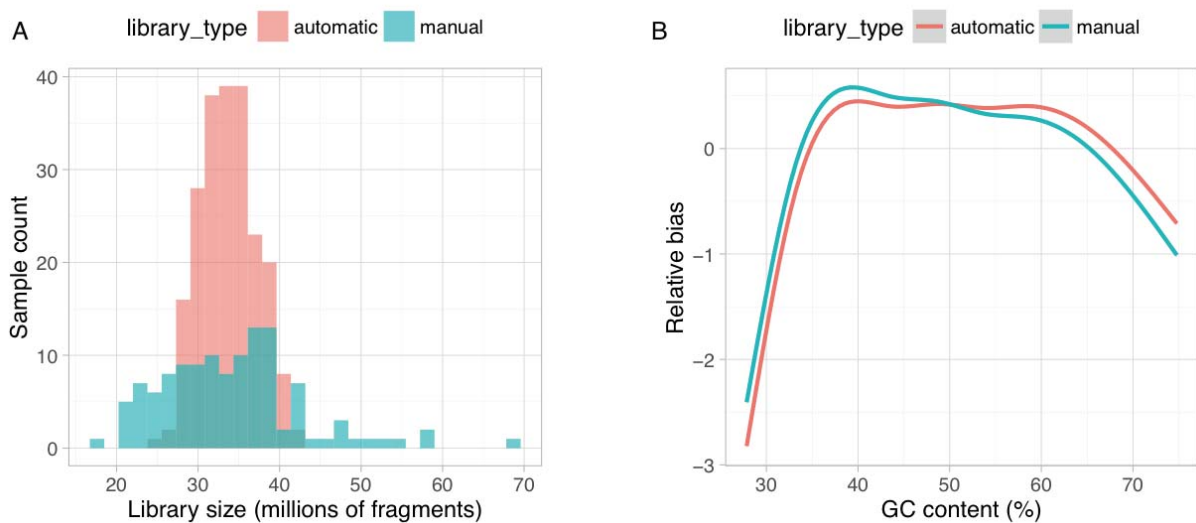 A
library_type automatic manual
40
30
20
10
0
Sample count
20 30 40 50 60 70
Library size (millions of fragments)
B
library_type automatic manual
0
−1
−2
−3
Relative bias
30 40 50 60 70
GC content (%)